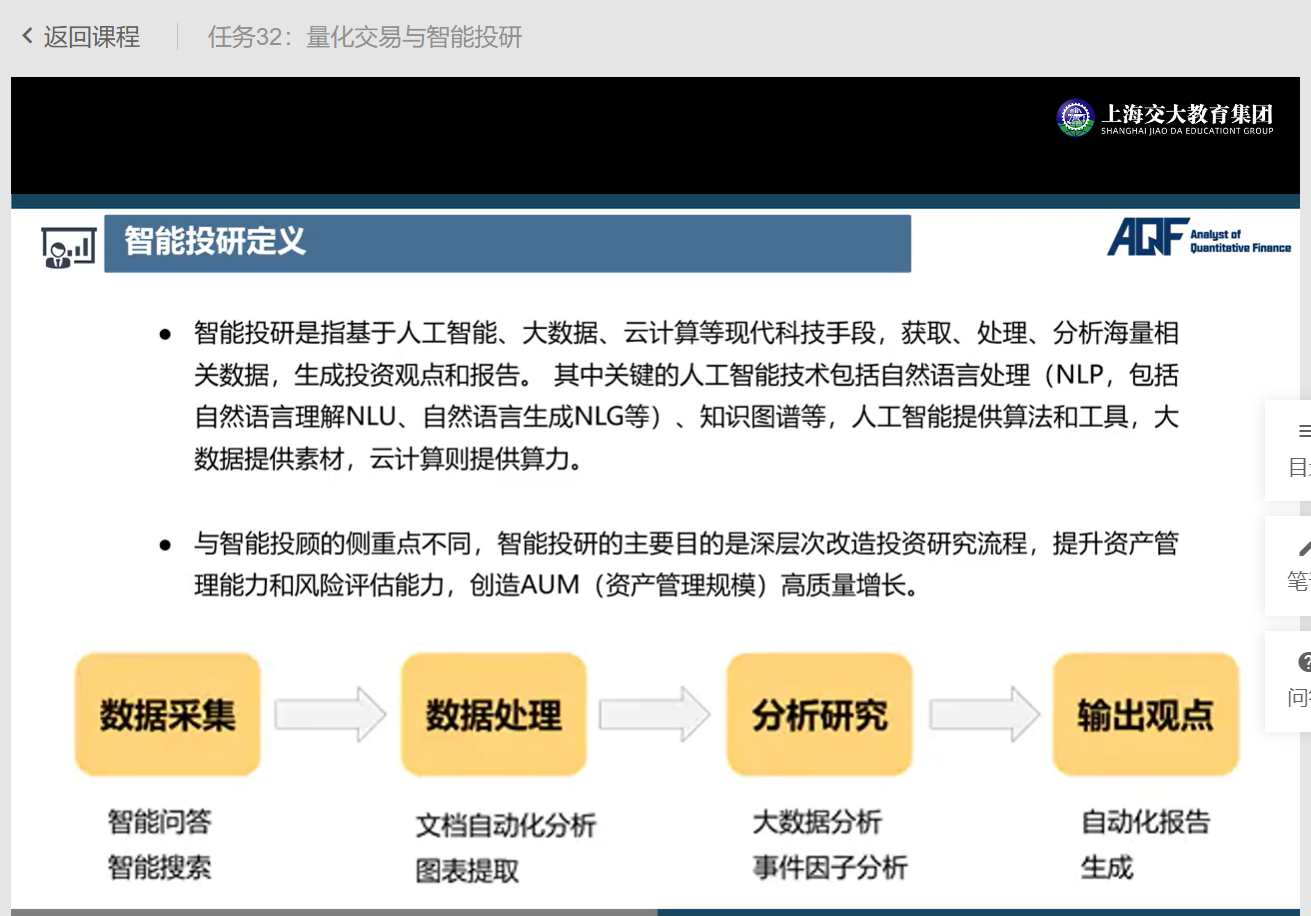 返回课程
任务32：量化交易与智能投研
上海交大教育集团
SHANGHAI JIAO DA EDUCATIONT GROUP
智能投研定义
AQF Analyst of
Quantitative Finance
● 智能投研是指基于人工智能、大数据、云计算等现代科技手段，获取、处理、分析海量相
关数据，生成投资观点和报告。 其中关键的人工智能技术包括自然语言处理（NLP，包括
自然语言理解NLU、自然语言生成NLG等）、知识图谱等，人工智能提供算法和工具，大
数据提供素材，云计算则提供算力。
● 与智能投顾的侧重点不同，智能投研的主要目的是深层次改造投资研究流程，提升资产管
理能力和风险评估能力，创造AUM（资产管理规模）高质量增长。
数据采集
数据处理
分析研究
输出观点
智能问答
智能搜索
文档自动化分析
图表提取
大数据分析
事件因子分析
自动化报告
生成
目
笔
问